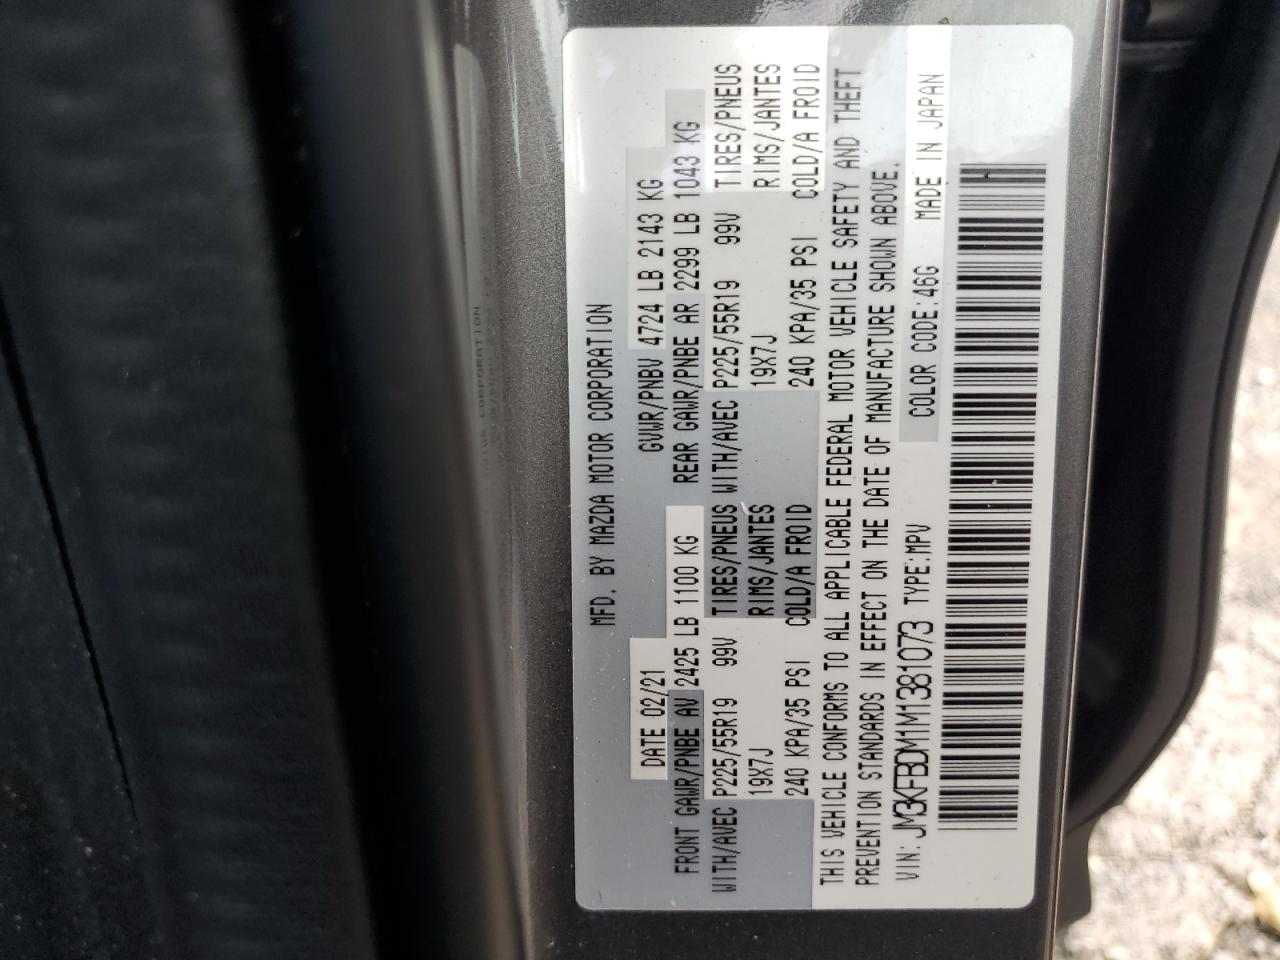 MFD. BY MAZDA MOTOR CORPORATION
DATE 02/21 GVWR/PNBV 4724 LB 2143 KG
FRONT GAWR/PNBE AV 2425 LB 1100 KG REAR GAWR/PNBE AR 2299 LB 1043 KG
WITH/AVEC P225/55R19 99V TIRES/PNEUS WITH/AVEC P225/55R19 99V TIRES/PNEUS
19X7J RIMS/JANTES 19X7J RIMS/JANTES
240 KPA/35 PSI COLD/A FROID 240 KPA/35 PSI COLD/A FROID
THIS VEHICLE CONFORMS TO ALL APPLICABLE FEDERAL MOTOR VEHICLE SAFETY AND THEFT
PREVENTION STANDARDS IN EFFECT ON THE DATE OF MANUFACTURE SHOWN ABOVE.
VIN: JM3KFBDM1M1381073 TYPE:MPV COLOR CODE:46G MADE IN JAPAN